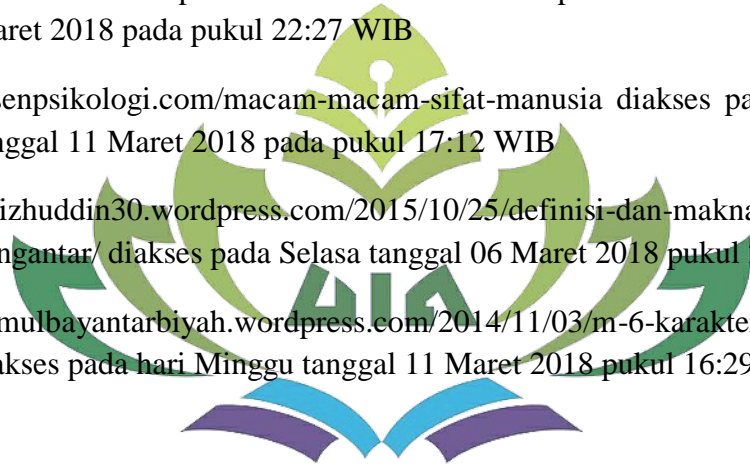 aret 2018 pada pukul 22:27 WIB
enpsikologi.com/macam-macam-sifat-manusia diakses pa
nggal 11 Maret 2018 pada pukul 17:12 WIB
izhuddin30.wordpress.com/2015/10/25/definisi-dan-makna
ngantar/ diakses pada Selasa tanggal 06 Maret 2018 pukul
UIN
mulbayantarbiyah.wordpress.com/2014/11/03/m-6-karakte
akses pada hari Minggu tanggal 11 Maret 2018 pukul 16:29